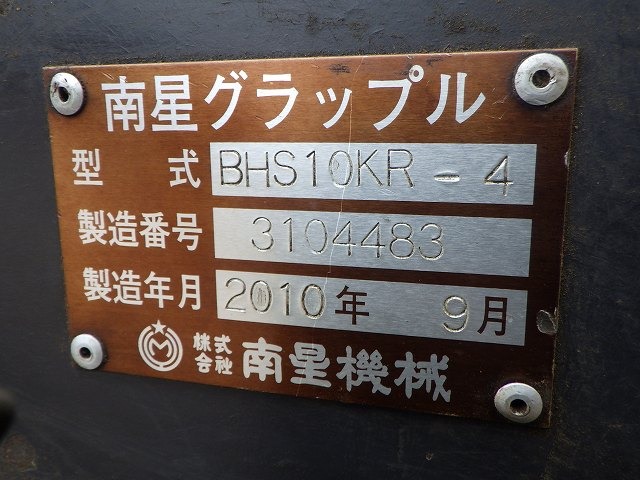 南星グラップル
型式 BHS10KR-4
製造番号 3104483
製造年月 2010年 9月
株式会社 南星機械